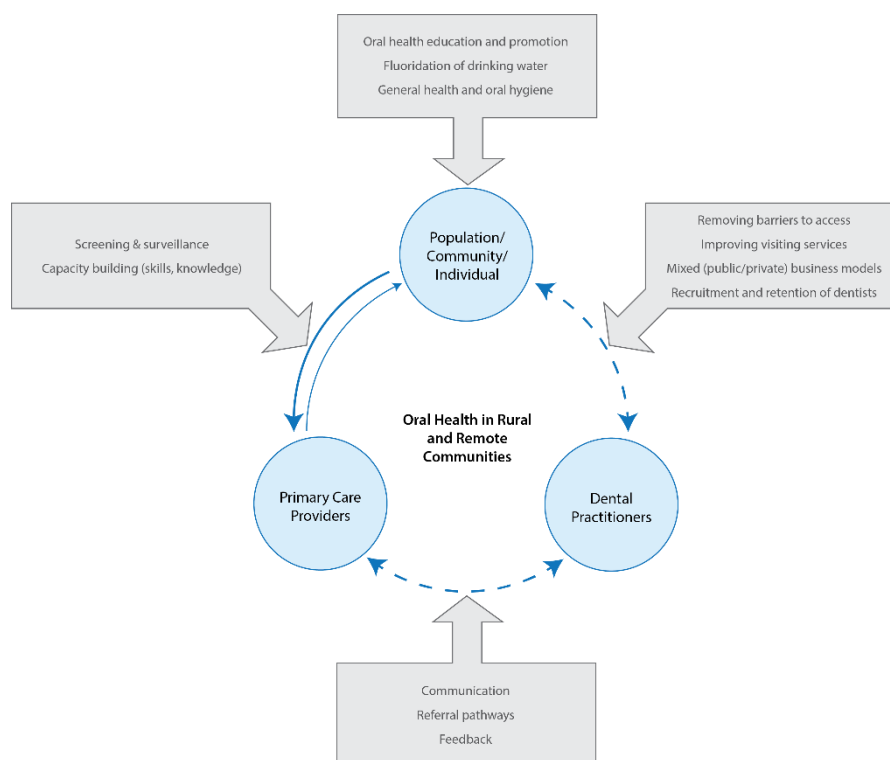 Oral health education and promotion
Fluoridation of drinking water
General health and oral hygiene
Screening & surveillance
Capacity building (skills, knowledge)
Population/
Community/
Individual
Removing barriers to access
Improving visiting services
Mixed (public/private) business models
Recruitment and retention of dentists
Oral Health in Rural
and Remote
Communities
Primary Care
Providers
Dental
Practitioners
Communication
Referral pathways
Feedback